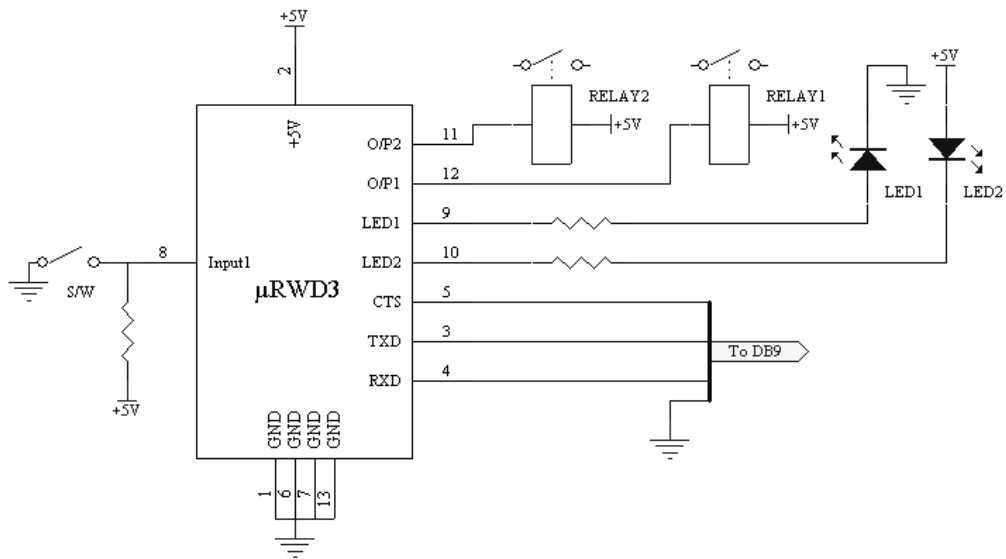 +5V
2
+5V
RELAY2
+5V
RELAY1
+5V
+5V
LED1
LED2
O/P2
11
O/P1
12
LED1
9
LED2
10
CTS
5
TXD
3
RXD
4
To DB9
8
Input1
S/W
+5V
µRWD3
GND
GND
GND
GND
1
6
7
13